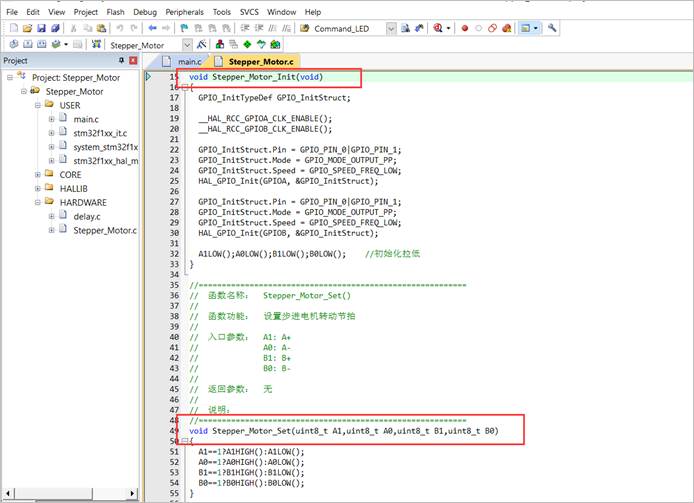 File Edit View Project Flash Debug Peripherals Tools SVCS Window Help
Command_LED
Stepper_Motor
Project
main.c Stepper_Motor.c
Project: Stepper_Motor
Stepper_Motor
USER
main.c
stm32f1xx_it.c
system_stm32f1
stm32f1xx_hal_m
CORE
HALLIB
HARDWARE
delay.c
Stepper_Motor.c
15 void Stepper_Motor_Init(void)
16 {
17 GPIO_InitTypeDef GPIO_InitStruct;
18
19 __HAL_RCC_GPIOA_CLK_ENABLE();
20 __HAL_RCC_GPIOB_CLK_ENABLE();
21
22 GPIO_InitStruct.Pin = GPIO_PIN_0|GPIO_PIN_1;
23 GPIO_InitStruct.Mode = GPIO_MODE_OUTPUT_PP;
24 GPIO_InitStruct.Speed = GPIO_SPEED_FREQ_LOW;
25 HAL_GPIO_Init(GPIOA, &GPIO_InitStruct);
26
27 GPIO_InitStruct.Pin = GPIO_PIN_0|GPIO_PIN_1;
28 GPIO_InitStruct.Mode = GPIO_MODE_OUTPUT_PP;
29 GPIO_InitStruct.Speed = GPIO_SPEED_FREQ_LOW;
30 HAL_GPIO_Init(GPIOB, &GPIO_InitStruct);
31
32 A1LOW();A0LOW();B1LOW();B0LOW(); //初始化拉低
33 }
34
35 //==========================================================
36 // 函数名称: Stepper_Motor_Set()
37 //
38 // 函数功能: 设置步进电机转动节拍
39 //
40 // 入口参数: A1: A+
41 // A0: A-
42 // B1: B+
43 // B0: B-
44 //
45 // 返回参数: 无
46 //
47 // 说明:
48 //==========================================================
49 void Stepper_Motor_Set(uint8_t A1,uint8_t A0,uint8_t B1,uint8_t B0)
50 {
51 A1==1?A1HIGH():A1LOW();
52 A0==1?A0HIGH():A0LOW();
53 B1==1?B1HIGH():B1LOW();
54 B0==1?B0HIGH():B0LOW();
55 }